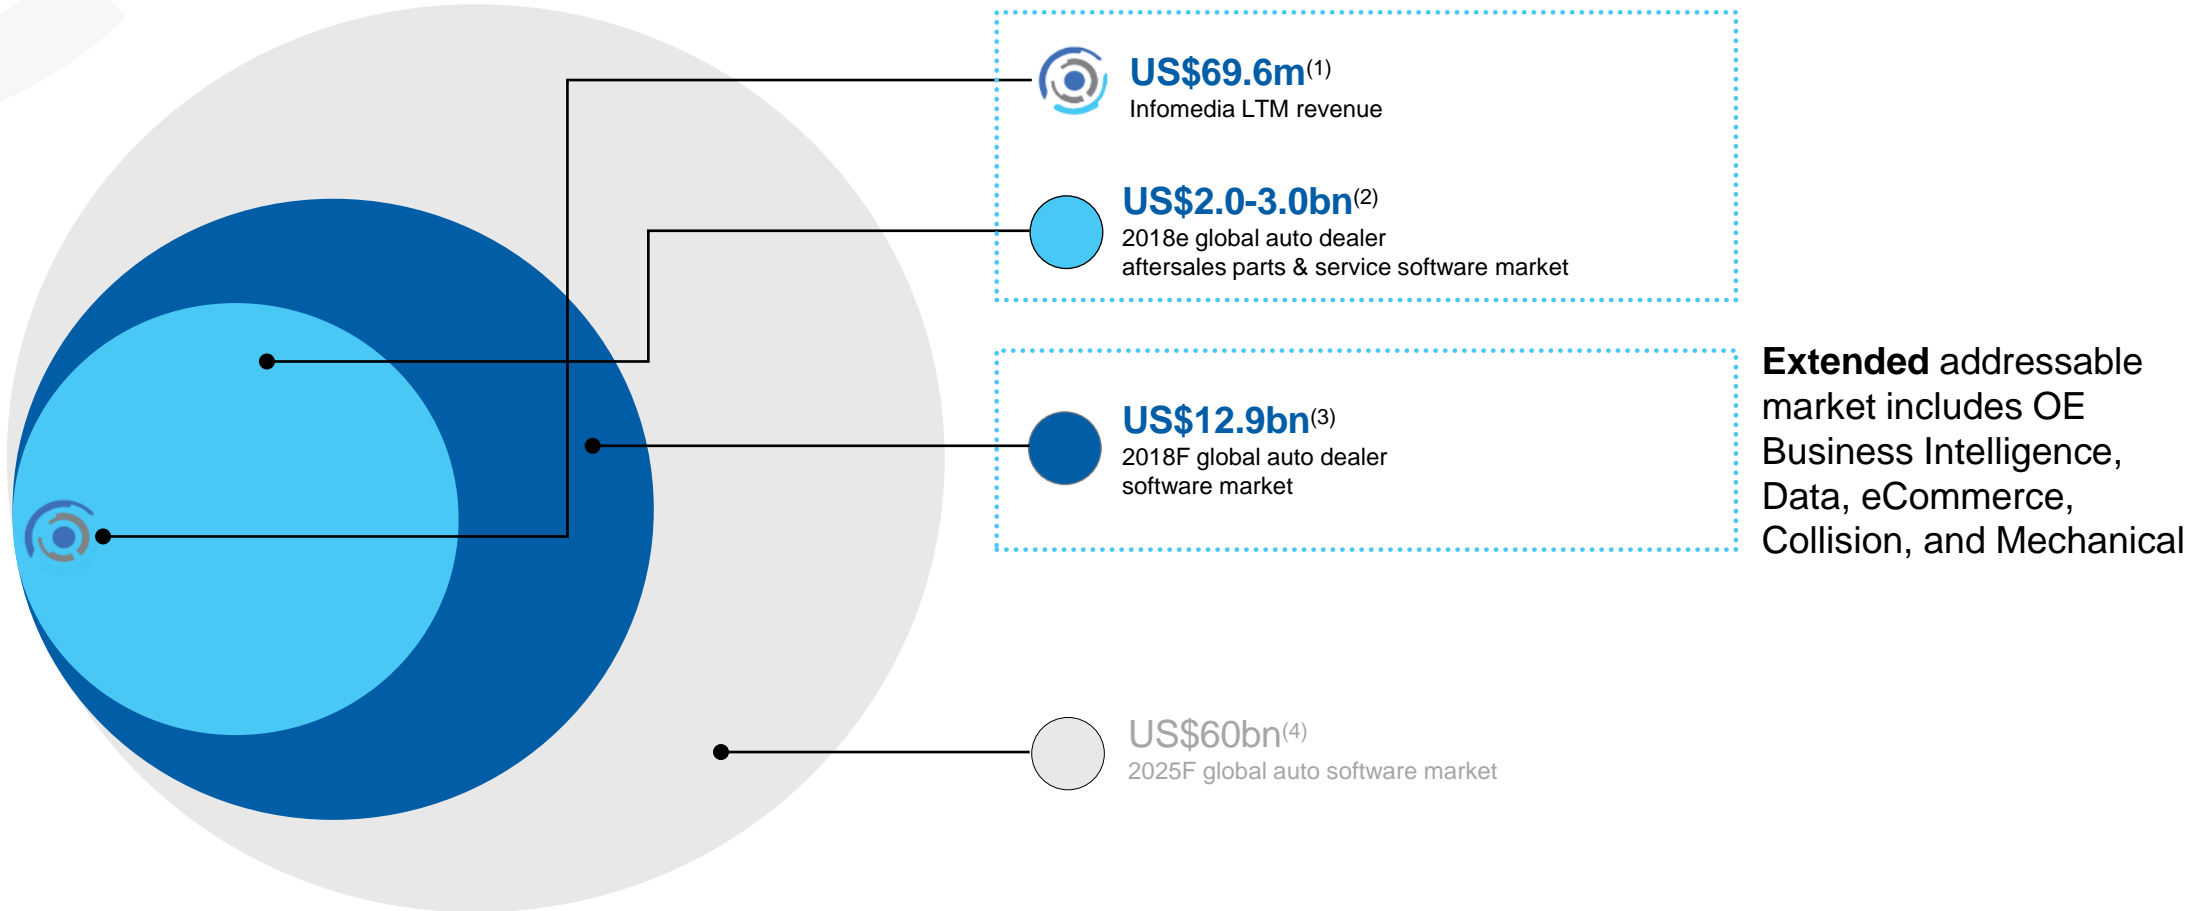 US$69.6m(1)
Infomedia LTM revenue
US$2.0-3.0bn(2)
2018e global auto dealer
aftersales parts & service software market
US$12.9bn(3)
2018F global auto dealer
software market
Extended addressable
market includes OE
Business Intelligence,
Data, eCommerce,
Collision, and Mechanical
US$60bn(4)
2025F global auto software market